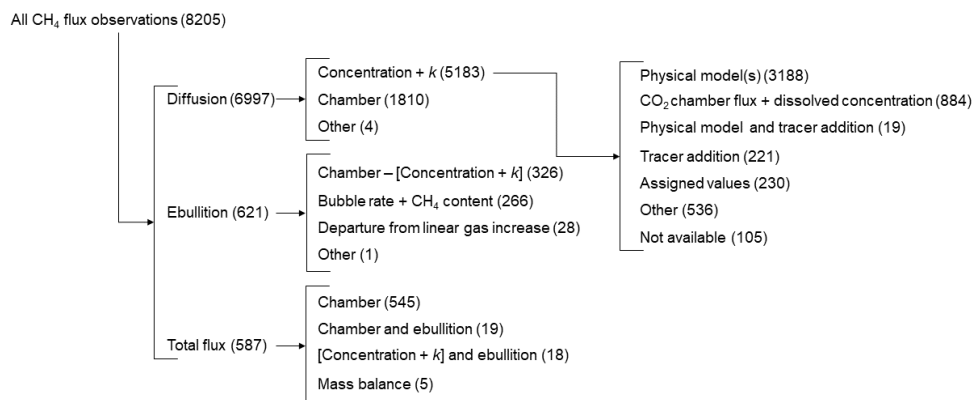 All CH₄ flux observations (8205)
Diffusion (6997)
Concentration + k (5183)
Chamber (1810)
Other (4)
Physical model(s) (3188)
CO₂ chamber flux + dissolved concentration (884)
Physical model and tracer addition (19)
Tracer addition (221)
Assigned values (230)
Other (536)
Not available (105)
Ebullition (621)
Chamber – [Concentration + k] (326)
Bubble rate + CH₄ content (266)
Departure from linear gas increase (28)
Other (1)
Total flux (587)
Chamber (545)
Chamber and ebullition (19)
[Concentration + k] and ebullition (18)
Mass balance (5)